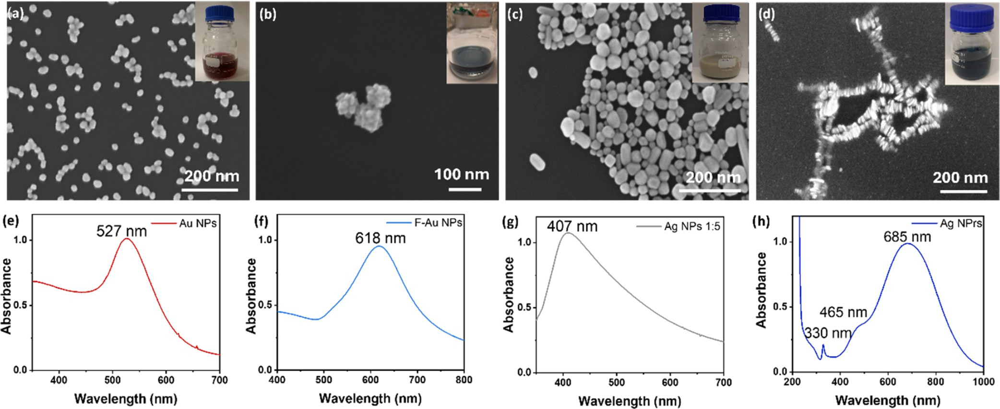 (a)
200 nm
(b)
100 nm
(c)
200 nm
(d)
200 nm
(e)
527 nm
Au NPs
1.0
0.5
0.0
Absorbance
400 500 600 700
Wavelength (nm)
(f)
618 nm
F-Au NPs
1.0
0.5
0.0
Absorbance
400 500 600 700 800
Wavelength (nm)
(g)
407 nm
Ag NPs 1:5
1.0
0.5
0.0
Absorbance
400 500 600 700
Wavelength (nm)
(h)
Ag NPrs
685 nm
465 nm
330 nm
1.0
0.5
0.0
Absorbance
200 400 600 800 1000
Wavelength (nm)